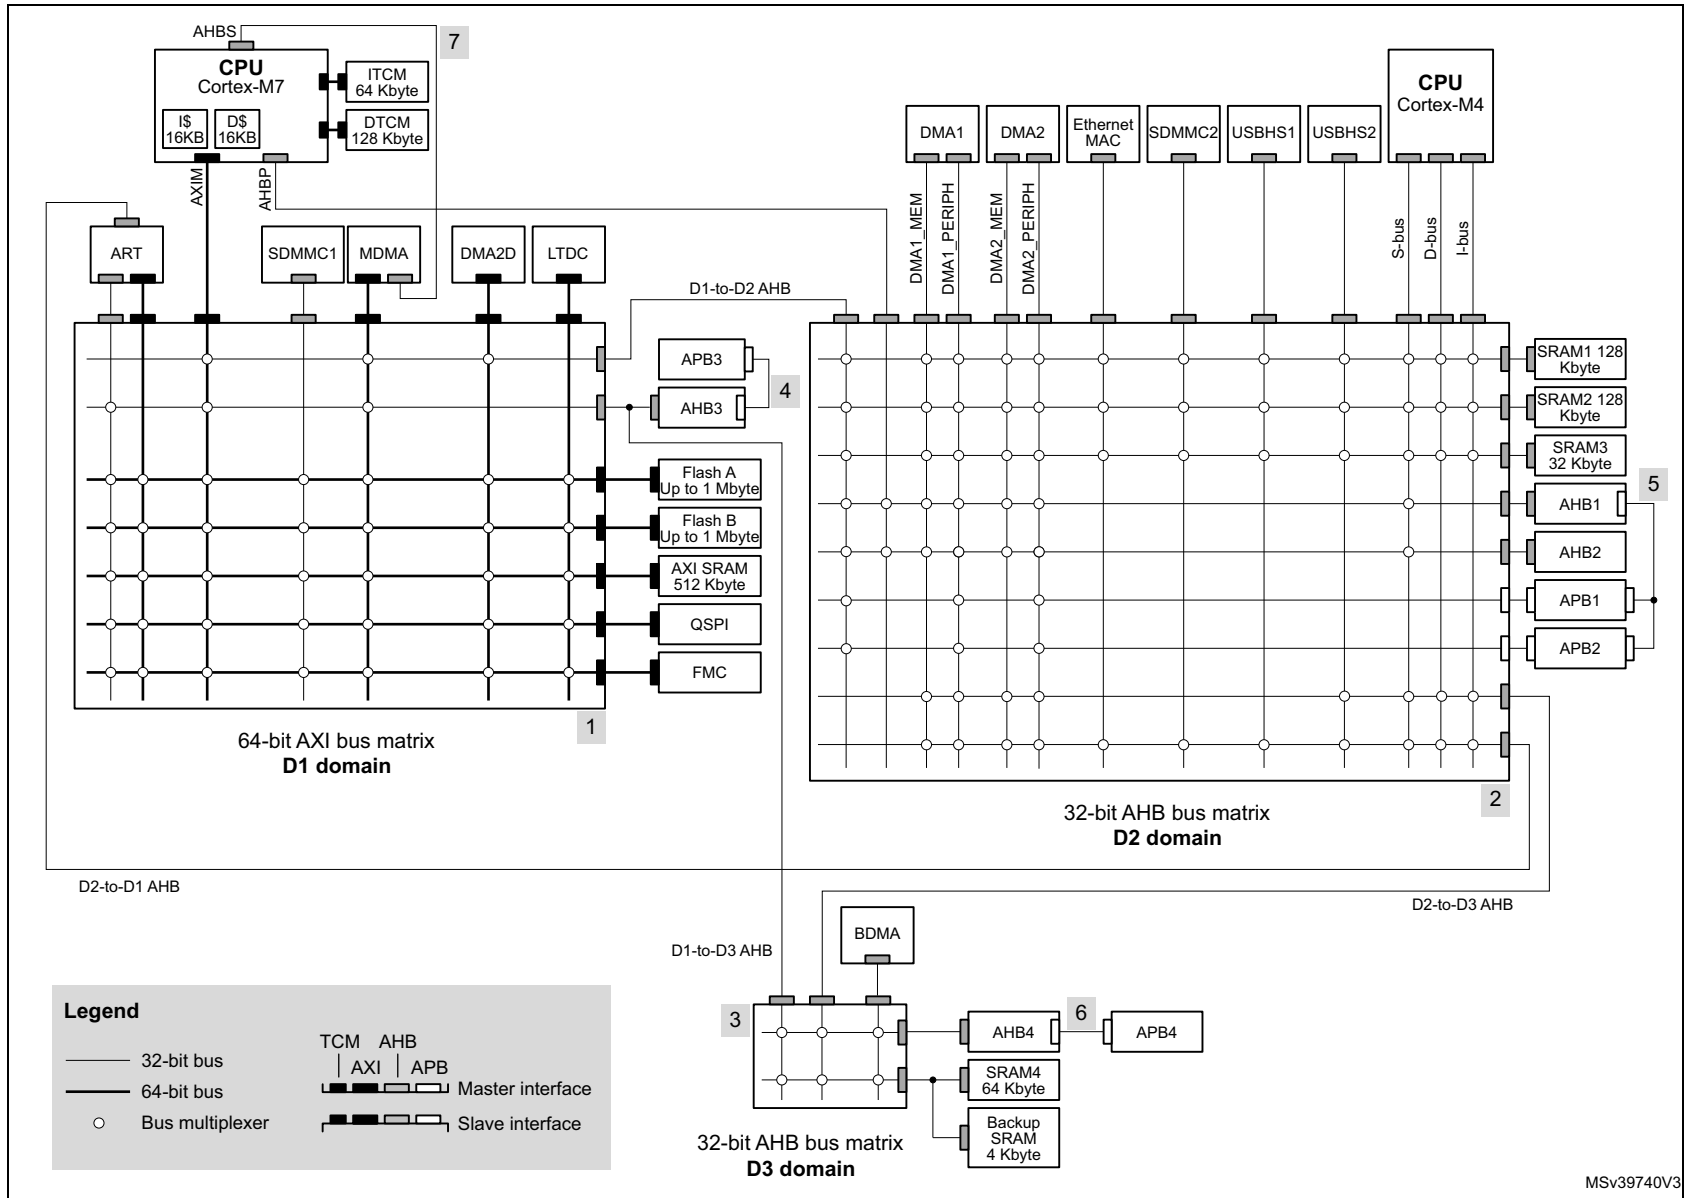 AHBS
7
CPU
Cortex-M7
I$
16KB
D$
16KB
ITCM
64 Kbyte
DTCM
128 Kbyte
AXIM
AHBP
CPU
Cortex-M4
DMA1
DMA2
Ethernet
MAC
SDMMC2
USBHS1
USBHS2
DMA1_MEM
DMA1_PERIPH
DMA2_MEM
DMA2_PERIPH
S-bus
D-bus
I-bus
ART
SDMMC1
MDMA
DMA2D
LTDC
D1-to-D2 AHB
APB3
4
AHB3
Flash A
Up to 1 Mbyte
Flash B
Up to 1 Mbyte
AXI SRAM
512 Kbyte
QSPI
FMC
1
64-bit AXI bus matrix
D1 domain
SRAM1 128
Kbyte
SRAM2 128
Kbyte
SRAM3
32 Kbyte
5
AHB1
AHB2
APB1
APB2
2
32-bit AHB bus matrix
D2 domain
D2-to-D1 AHB
D2-to-D3 AHB
BDMA
D1-to-D3 AHB
3
AHB4
6
APB4
SRAM4
64 Kbyte
Backup
SRAM
4 Kbyte
32-bit AHB bus matrix
D3 domain
Legend
32-bit bus
64-bit bus
Bus multiplexer
TCM AHB
AXI APB
Master interface
Slave interface
MSv39740V3